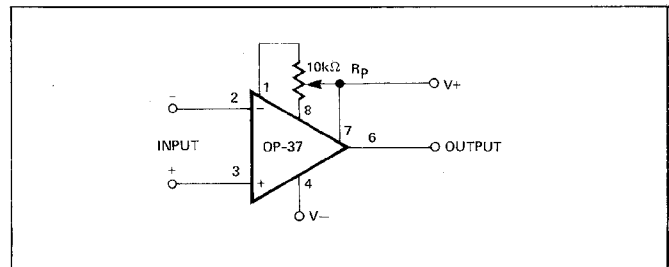 10kΩ Rp
1
V+
−
2
−
8
7
6
INPUT
OP-37
OUTPUT
+
3
+
4
V−